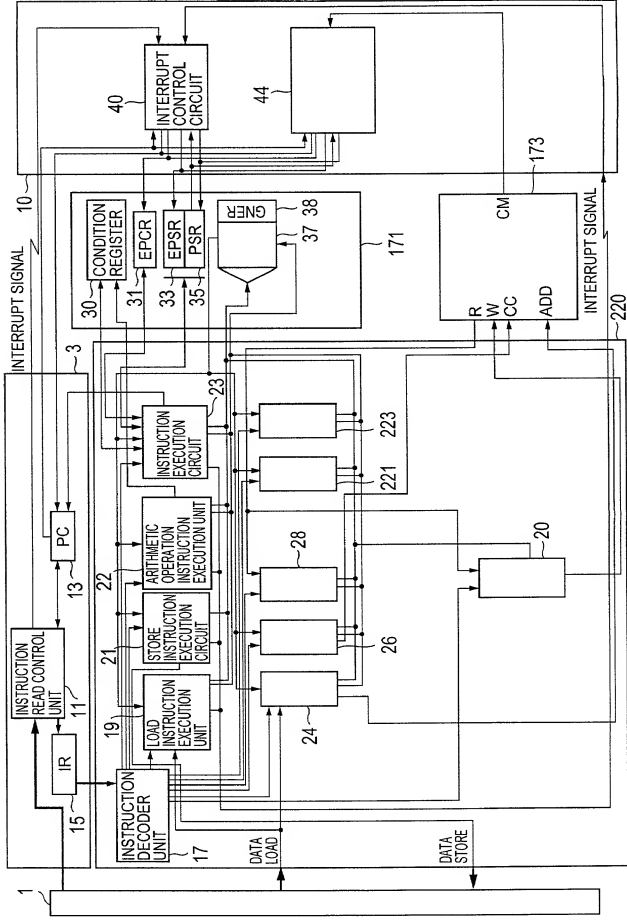 1
3
INSTRUCTION
READ CONTROL
UNIT
11
IR
15
PC
13
INTERRUPT SIGNAL
10
INTERRUPT
CONTROL
CIRCUIT
40
44
CONDITION
REGISTER
30
EPCR
31
EPSR
33
PSR
35
GNER
38
37
171
INSTRUCTION
DECODER
UNIT
17
LOAD
INSTRUCTION
EXECUTION
UNIT
19
STORE
INSTRUCTION
EXECUTION
CIRCUIT
21
ARITHMETIC
OPERATION
INSTRUCTION
EXECUTION UNIT
22
INSTRUCTION
EXECUTION
CIRCUIT
23
24
26
28
221
223
20
DATA
LOAD
DATA
STORE
R
W
CC
ADD
CM
173
INTERRUPT SIGNAL
220